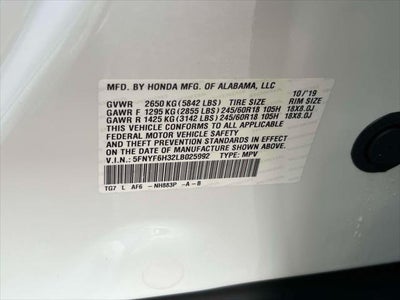 MFD. BY HONDA MFG. OF ALABAMA, LLC 10/'19
GVWR 2650 KG (5842 LBS) TIRE SIZE RIM SIZE
GAWR F 1295 KG (2855 LBS) 245/60R18 105H 18X8.0J
GAWR R 1425 KG (3142 LBS) 245/60R18 105H 18X8.0J
THIS VEHICLE CONFORMS TO ALL APPLICABLE
FEDERAL MOTOR VEHICLE SAFETY
AND THEFT PREVENTION STANDARDS
IN EFFECT ON THE
DATE OF MANUFACTURE SHOWN ABOVE.
V.I.N.: 5FNYF6H32LB025992 TYPE: MPV
TG7 L AF6 -NH883P -A-B